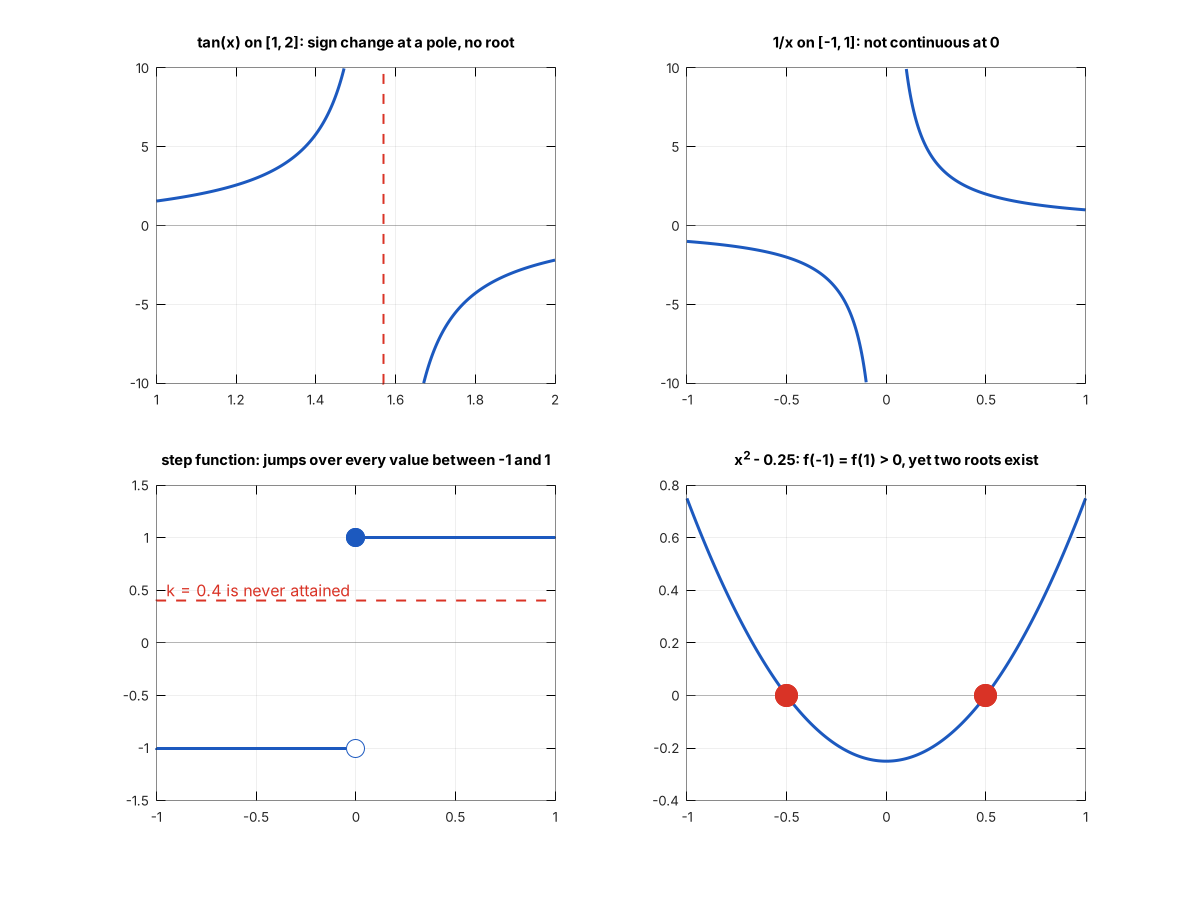 tan(x) on [1, 2]: sign change at a pole, no root
10
5
0
-5
-10
1 1.2 1.4 1.6 1.8 2
1/x on [-1, 1]: not continuous at 0
10
5
0
-5
-10
-1 -0.5 0 0.5 1
step function: jumps over every value between -1 and 1
1.5
1
0.5
k = 0.4 is never attained
0
-0.5
-1
-1.5
-1 -0.5 0 0.5 1
x² - 0.25: f(-1) = f(1) > 0, yet two roots exist
0.8
0.6
0.4
0.2
0
-0.2
-0.4
-1 -0.5 0 0.5 1